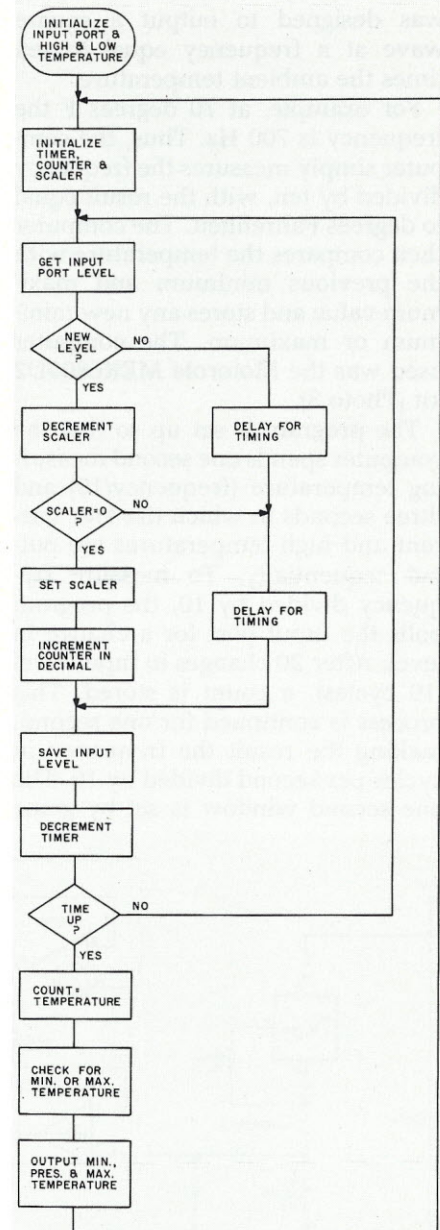 INITIALIZE
INPUT PORT &
HIGH & LOW
TEMPERATURE
INITIALIZE
TIMER,
COUNTER &
SCALER
INPUT
PORT LEVEL
NEW
LEVEL
?
NO
YES
DECREMENT
SCALER
DELAY FOR
TIMING
SCALER=0
?
NO
YES
SET SCALER
DELAY FOR
TIMING
INCREMENT
COUNTER IN
DECIMAL
SAVE INPUT
LEVEL
DECREMENT
TIMER
TIME
UP
?
NO
YES
COUNT=
TEMPERATURE
CHECK FOR
MIN. OR MAX.
TEMPERATURE
OUTPUT MIN.,
PRES. & MAX.
TEMPERATURE